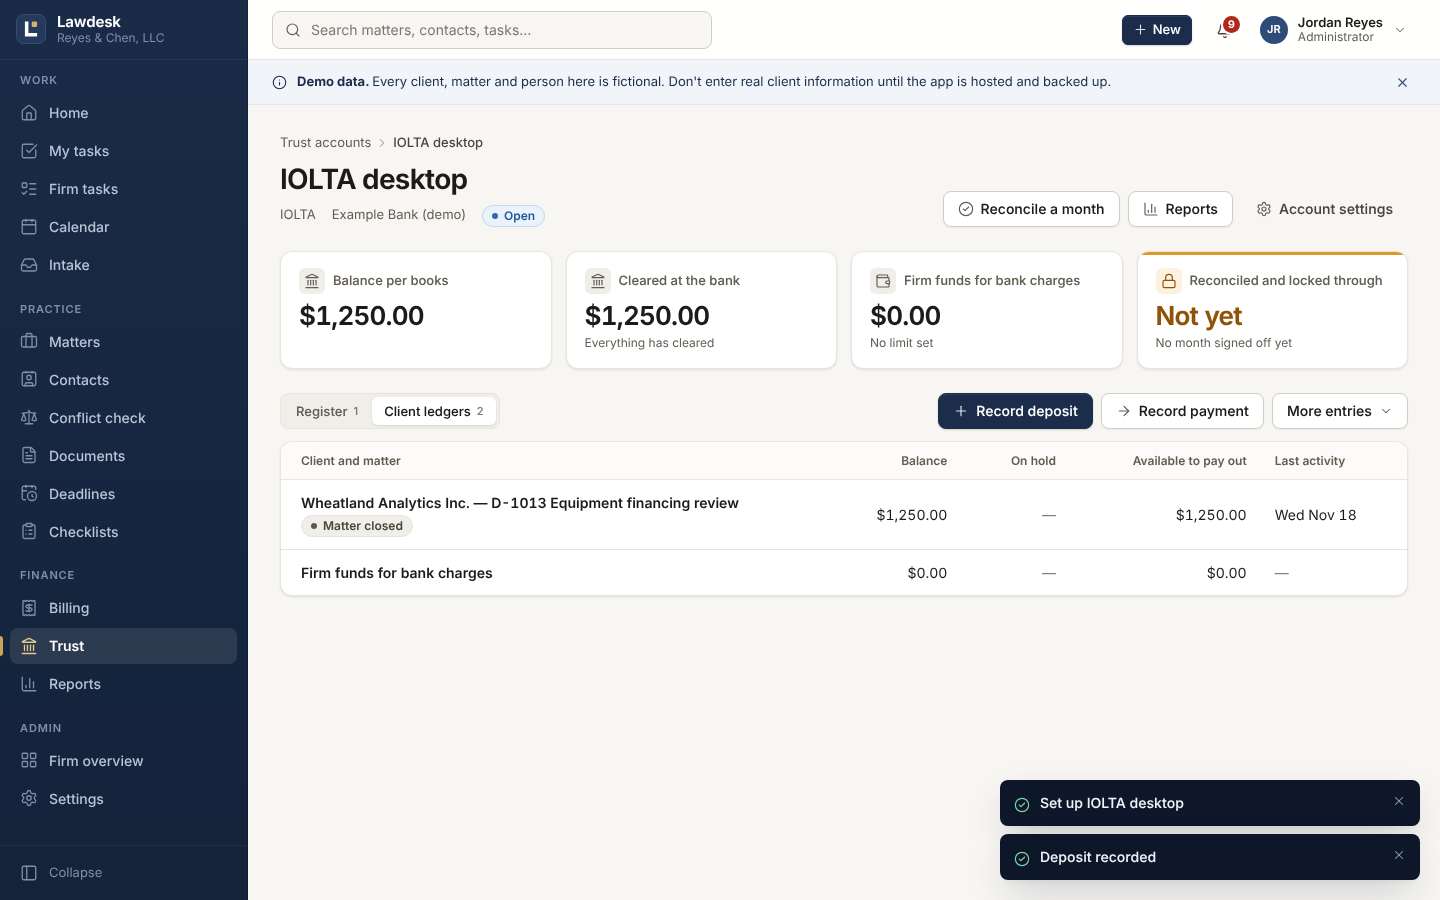 Lawdesk
Reyes & Chen, LLC
WORK
Home
My tasks
Firm tasks
Calendar
Intake
PRACTICE
Matters
Contacts
Conflict check
Documents
Deadlines
Checklists
FINANCE
Billing
Trust
Reports
ADMIN
Firm overview
Settings
Collapse
Search matters, contacts, tasks...
New
9
JR
Jordan Reyes
Administrator
Demo data. Every client, matter and person here is fictional. Don't enter real client information until the app is hosted and backed up.
Trust accounts IOLTA desktop
IOLTA desktop
IOLTA Example Bank (demo) Open
Reconcile a month Reports Account settings
Balance per books
$1,250.00
Cleared at the bank
$1,250.00
Everything has cleared
Firm funds for bank charges
$0.00
No limit set
Reconciled and locked through
Not yet
No month signed off yet
Register 1 Client ledgers 2
Record deposit Record payment More entries
Client and matter Balance On hold Available to pay out Last activity
Wheatland Analytics Inc. — D-1013 Equipment financing review
Matter closed
$1,250.00 — $1,250.00 Wed Nov 18
Firm funds for bank charges $0.00 — $0.00 —
Set up IOLTA desktop
Deposit recorded